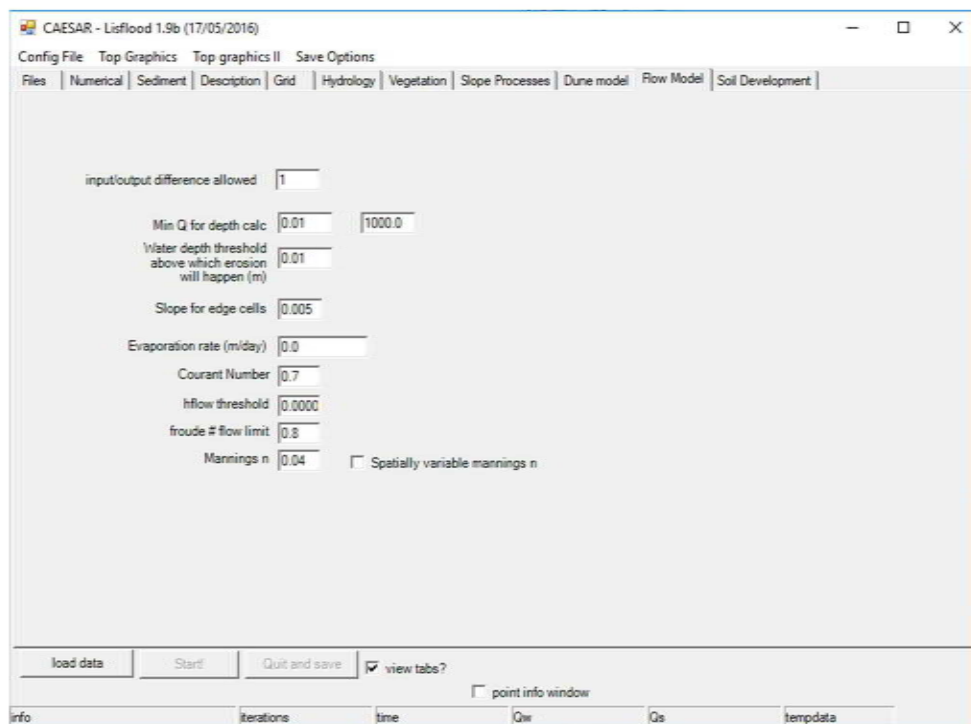 CAESAR - Lisflood 1.9b (17/05/2016)
Config File Top Graphics Top graphics II Save Options
Files Numerical Sediment Description Grid Hydrology Vegetation Slope Processes Dune model Flow Model Soil Development
input/output difference allowed 1
Min Q for depth calc 0.01 1000.0
Water depth threshold
above which erosion 0.01
will happen (m)
Slope for edge cells 0.005
Evaporation rate (m/day) 0.0
Courant Number 0.7
hflow threshold 0.0000
froude # flow limit 0.8
Mannings n 0.04 Spatially variable mannings n
load data Start! Quit and save view tabs?
point info window
info iterations time Qw Qs tempdata